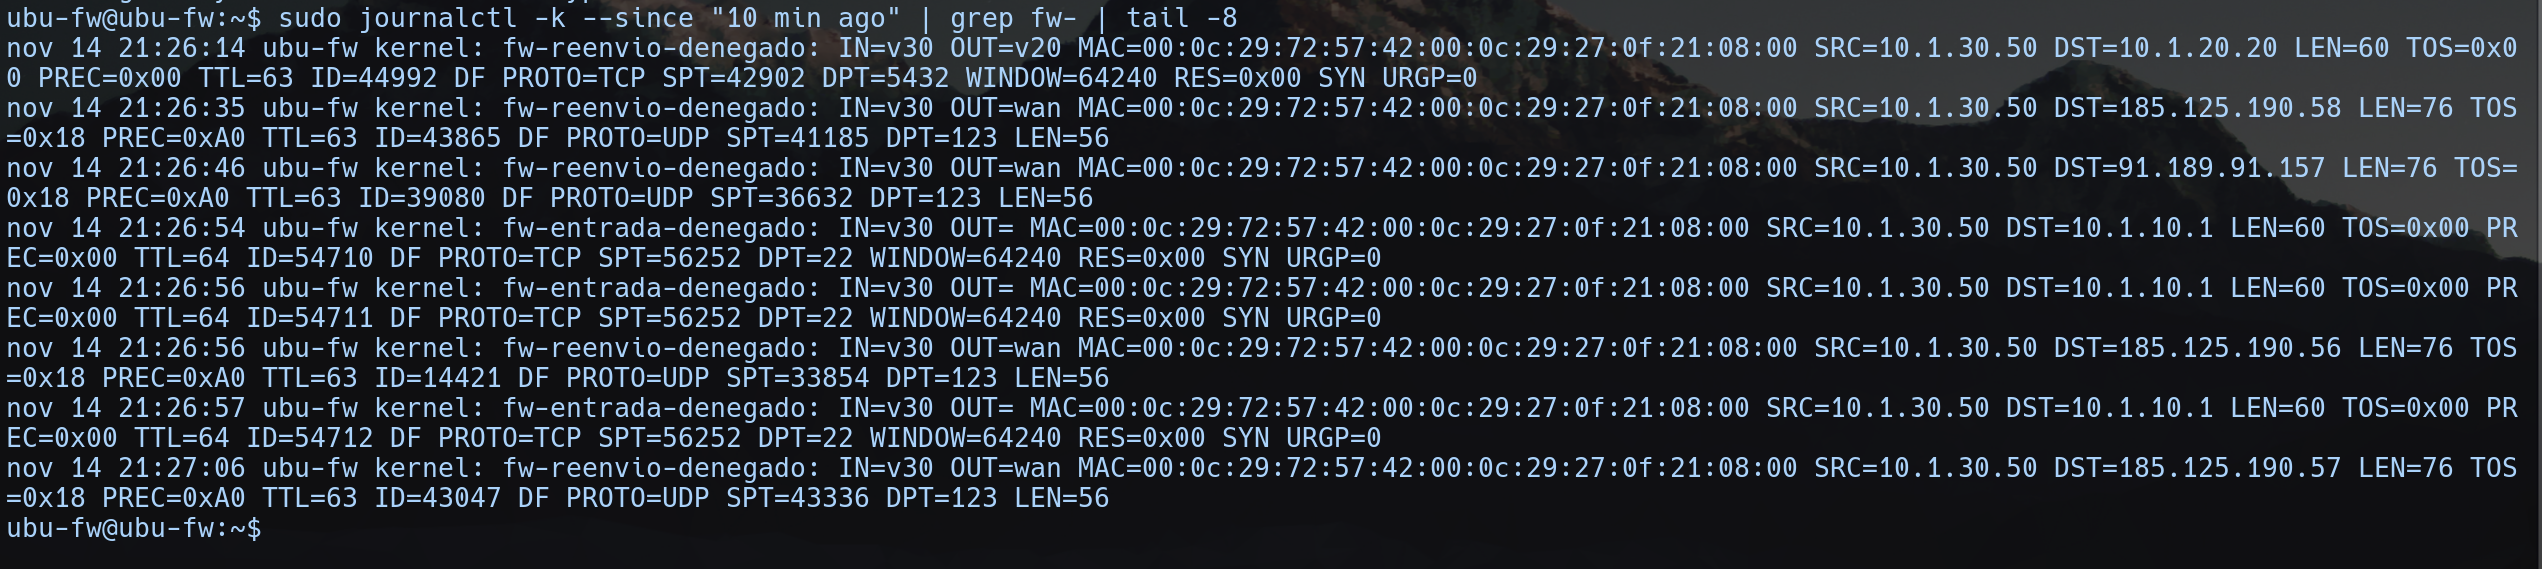 ubu-fw@ubu-fw:~$ sudo journalctl -k --since "10 min ago" | grep fw- | tail -8
nov 14 21:26:14 ubu-fw kernel: fw-reenvio-denegado: IN=v30 OUT=v20 MAC=00:0c:29:72:57:42:00:0c:29:27:0f:21:08:00 SRC=10.1.30.50 DST=10.1.20.20 LEN=60 TOS=0x0
0 PREC=0x00 TTL=63 ID=44992 DF PROTO=TCP SPT=42902 DPT=5432 WINDOW=64240 RES=0x00 SYN URGP=0
nov 14 21:26:35 ubu-fw kernel: fw-reenvio-denegado: IN=v30 OUT=wan MAC=00:0c:29:72:57:42:00:0c:29:27:0f:21:08:00 SRC=10.1.30.50 DST=185.125.190.58 LEN=76 TOS
=0x18 PREC=0xA0 TTL=63 ID=43865 DF PROTO=UDP SPT=41185 DPT=123 LEN=56
nov 14 21:26:46 ubu-fw kernel: fw-reenvio-denegado: IN=v30 OUT=wan MAC=00:0c:29:72:57:42:00:0c:29:27:0f:21:08:00 SRC=10.1.30.50 DST=91.189.91.157 LEN=76 TOS=
0x18 PREC=0xA0 TTL=63 ID=39080 DF PROTO=UDP SPT=36632 DPT=123 LEN=56
nov 14 21:26:54 ubu-fw kernel: fw-entrada-denegado: IN=v30 OUT= MAC=00:0c:29:72:57:42:00:0c:29:27:0f:21:08:00 SRC=10.1.30.50 DST=10.1.10.1 LEN=60 TOS=0x00 PR
EC=0x00 TTL=64 ID=54710 DF PROTO=TCP SPT=56252 DPT=22 WINDOW=64240 RES=0x00 SYN URGP=0
nov 14 21:26:56 ubu-fw kernel: fw-entrada-denegado: IN=v30 OUT= MAC=00:0c:29:72:57:42:00:0c:29:27:0f:21:08:00 SRC=10.1.30.50 DST=10.1.10.1 LEN=60 TOS=0x00 PR
EC=0x00 TTL=64 ID=54711 DF PROTO=TCP SPT=56252 DPT=22 WINDOW=64240 RES=0x00 SYN URGP=0
nov 14 21:26:56 ubu-fw kernel: fw-reenvio-denegado: IN=v30 OUT=wan MAC=00:0c:29:72:57:42:00:0c:29:27:0f:21:08:00 SRC=10.1.30.50 DST=185.125.190.56 LEN=76 TOS
=0x18 PREC=0xA0 TTL=63 ID=14421 DF PROTO=UDP SPT=33854 DPT=123 LEN=56
nov 14 21:26:57 ubu-fw kernel: fw-entrada-denegado: IN=v30 OUT= MAC=00:0c:29:72:57:42:00:0c:29:27:0f:21:08:00 SRC=10.1.30.50 DST=10.1.10.1 LEN=60 TOS=0x00 PR
EC=0x00 TTL=64 ID=54712 DF PROTO=TCP SPT=56252 DPT=22 WINDOW=64240 RES=0x00 SYN URGP=0
nov 14 21:27:06 ubu-fw kernel: fw-reenvio-denegado: IN=v30 OUT=wan MAC=00:0c:29:72:57:42:00:0c:29:27:0f:21:08:00 SRC=10.1.30.50 DST=185.125.190.57 LEN=76 TOS
=0x18 PREC=0xA0 TTL=63 ID=43047 DF PROTO=UDP SPT=43336 DPT=123 LEN=56
ubu-fw@ubu-fw:~$